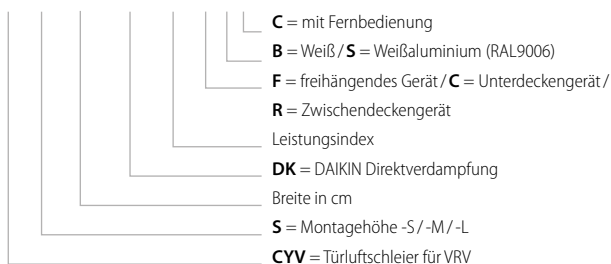 C = mit Fernbedienung
B = Weiß / S = Weißaluminium (RAL9006)
F = freihängendes Gerät / C = Unterdeckengerät /
R = Zwischendeckengerät
Leistungsindex
DK = DAIKIN Direktverdampfung
Breite in cm
S = Montagehöhe -S / -M / -L
CYV = Türluftschleier für VRV